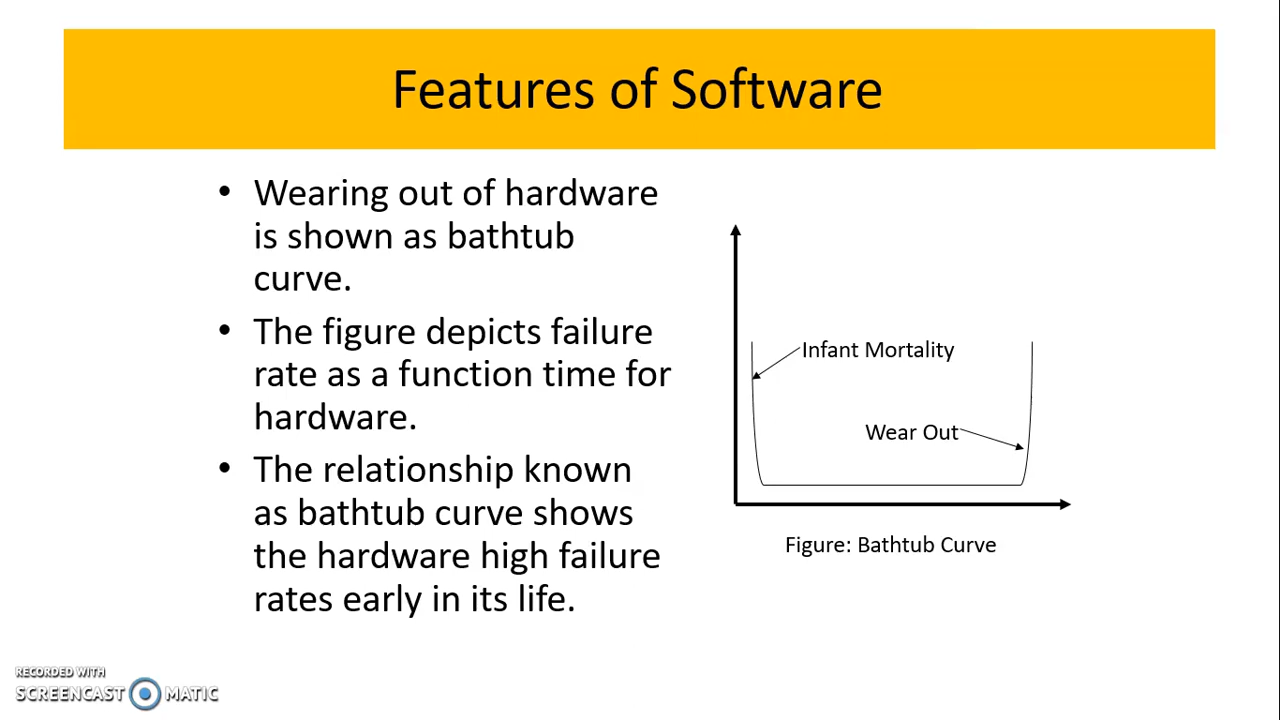 Features of Software
• Wearing out of hardware
is shown as bathtub
curve.
• The figure depicts failure
rate as a function time for
hardware.
• The relationship known
as bathtub curve shows
the hardware high failure
rates early in its life.
Infant Mortality
Wear Out
Figure: Bathtub Curve
RECORDED WITH
SCREENCAST MATIC